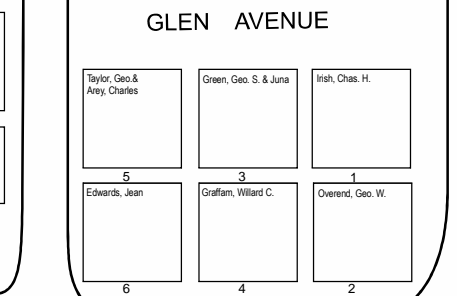 GLEN AVENUE
Taylor, Geo.&
Arey, Charles
Green, Geo. S. & Juna
Irish, Chas. H.
5
3
1
Edwards, Jean
Graffam, Willard C.
Overend, Geo. W.
6
4
2